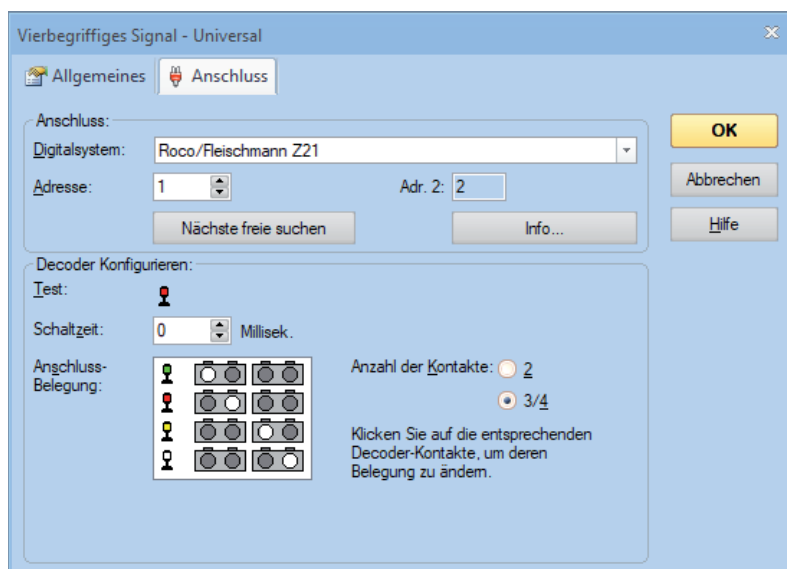 Vierbegriffiges Signal - Universal
Allgemeines Anschluss
Anschluss:
Digitalsystem: Roco/Fleischmann Z21
Adresse: 1 Adr. 2: 2
Nächste freie suchen Info...
OK
Abbrechen
Hilfe
Decoder Konfigurieren:
Test:
Schaltzeit: 0 Millisek.
Anschluss-
Belegung:
Anzahl der Kontakte: 2
3/4
Klicken Sie auf die entsprechenden
Decoder-Kontakte, um deren
Belegung zu ändern.